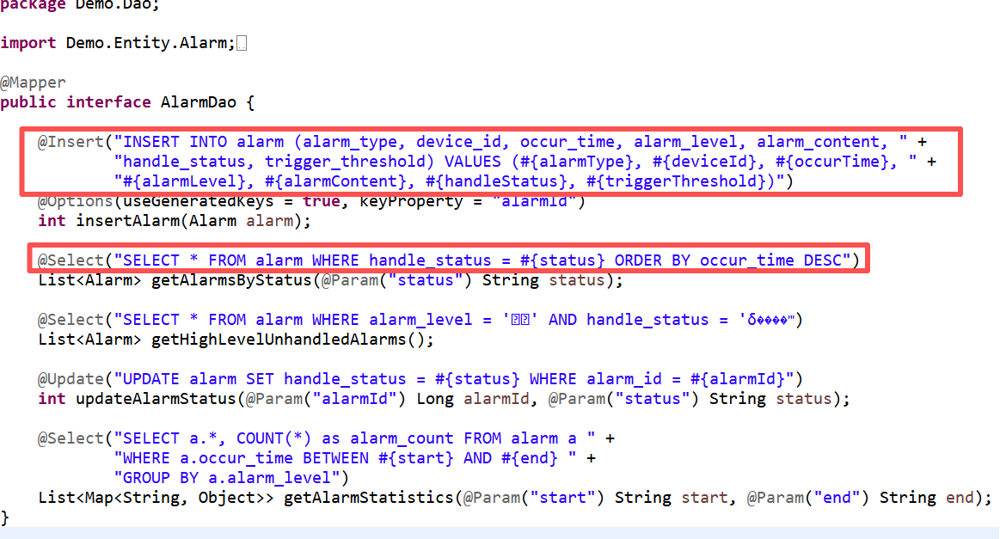 package Demo.Dao;
import Demo.Entity.Alarm;
@Mapper
public interface AlarmDao {
@Insert("INSERT INTO alarm (alarm_type, device_id, occur_time, alarm_level, alarm_content, " +
"handle_status, trigger_threshold) VALUES (#{alarmType}, #{deviceId}, #{occurTime}, " +
"#{alarmLevel}, #{alarmContent}, #{handleStatus}, #{triggerThreshold})")
@Options(useGeneratedKeys = true, keyProperty = "alarmId")
int insertAlarm(Alarm alarm);
@Select("SELECT * FROM alarm WHERE handle_status = #{status} ORDER BY occur_time DESC")
List<Alarm> getAlarmsByStatus(@Param("status") String status);
@Select("SELECT * FROM alarm WHERE alarm_level = '' AND handle_status = 'δ����™)
List<Alarm> getHighLevelUnhandledAlarms();
@Update("UPDATE alarm SET handle_status = #{status} WHERE alarm_id = #{alarmId}")
int updateAlarmStatus(@Param("alarmId") Long alarmId, @Param("status") String status);
@Select("SELECT a.*, COUNT(*) as alarm_count FROM alarm a " +
"WHERE a.occur_time BETWEEN #{start} AND #{end} " +
"GROUP BY a.alarm_level")
List<Map<String, Object>> getAlarmStatistics(@Param("start") String start, @Param("end") String end);
}